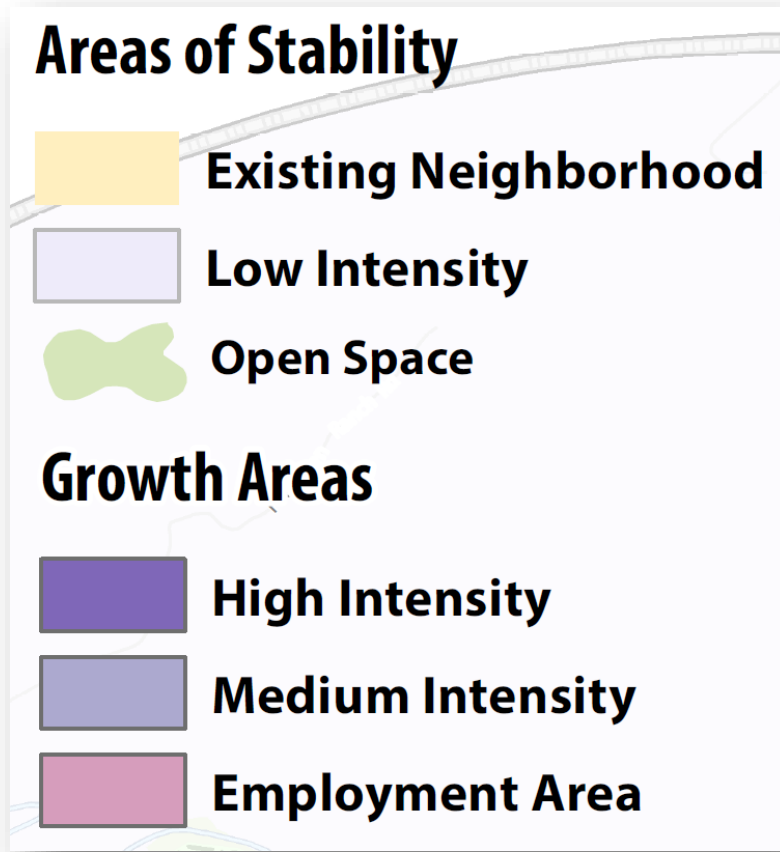 Areas of Stability
Existing Neighborhood
Low Intensity
Open Space
Growth Areas
High Intensity
Medium Intensity
Employment Area